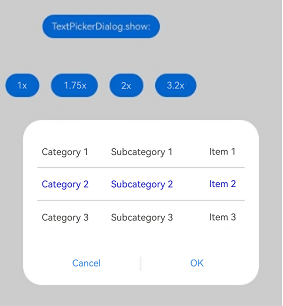 TextPickerDialog.show:
1x 1.75x 2x 3.2x
Category 1 Subcategory 1 Item 1
Category 2 Subcategory 2 Item 2
Category 3 Subcategory 3 Item 3
Cancel OK